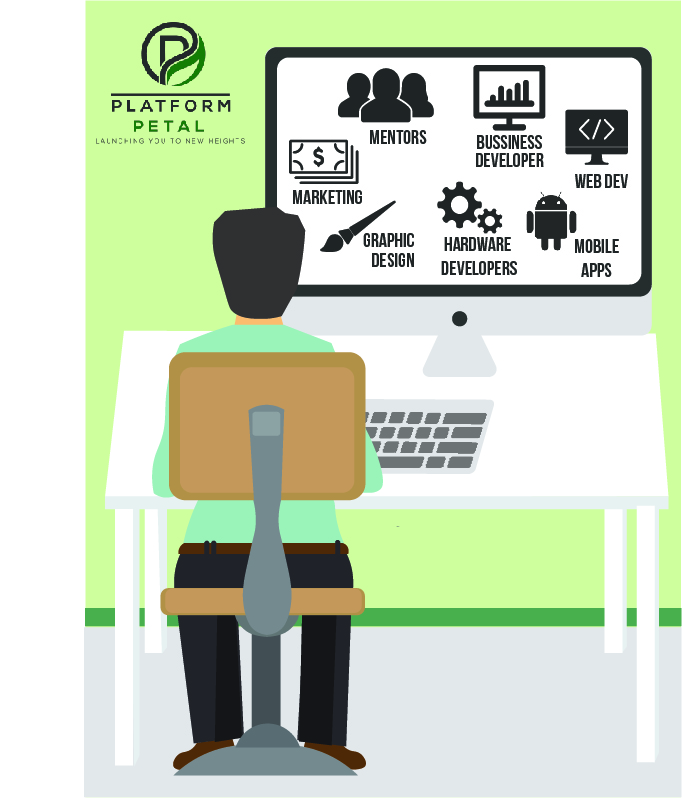 PLATFORM
PETAL
LAUNCHING YOU TO NEW HEIGHTS
MENTORS
BUSSINESS
DEVELOPER
WEB DEV
MARKETING
GRAPHIC
DESIGN
HARDWARE
DEVELOPERS
MOBILE
APPS